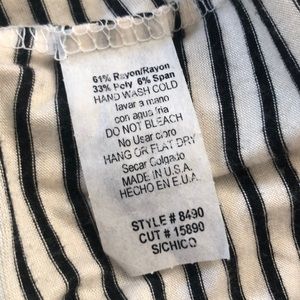 61% Rayon/Rayon
33% Poly 6% Span
HAND WASH COLD
lavar a mano
con agua fria
DO NOT BLEACH
No Usar cloro
HANG OR FLAT DRY
Secar Colgado
MADE IN U.S.A.
HECHO EN E.U.A.
STYLE # 8490
CUT # 15890
S/CHICO